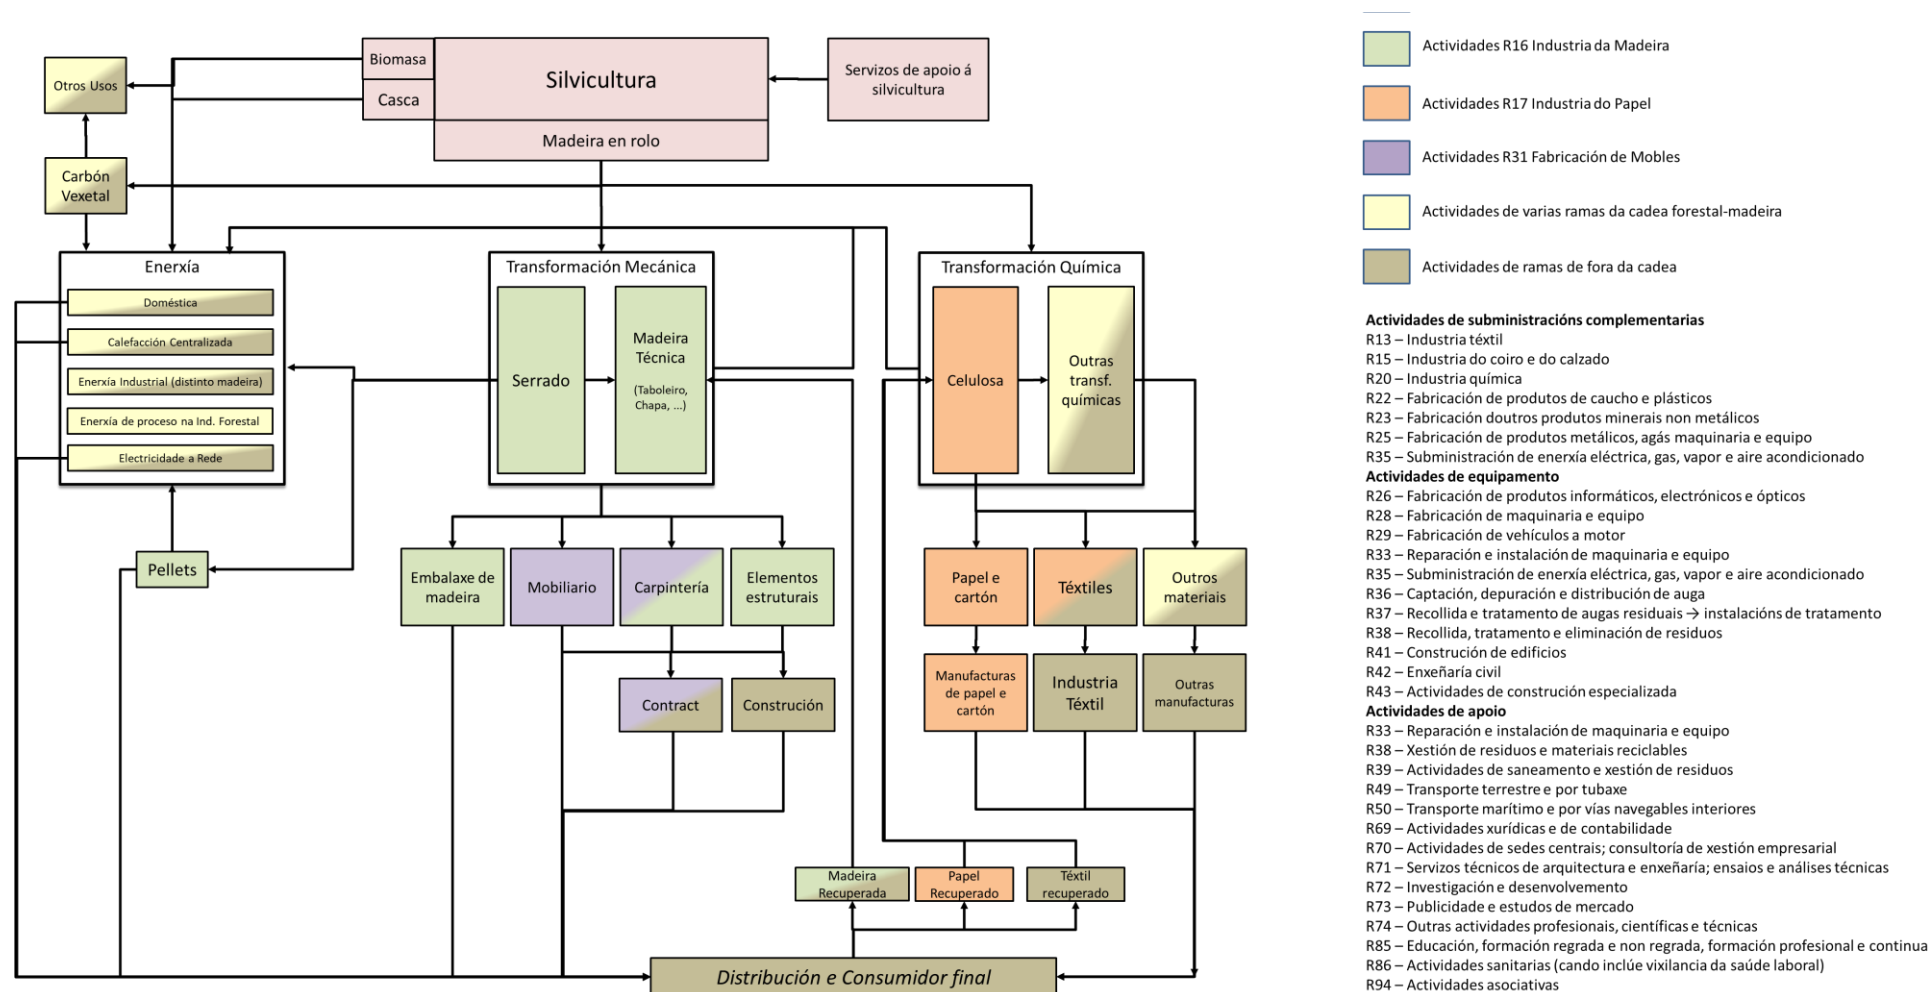 Biomasa
Casca
Silvicultura
Madeira en rolo
Servizos de apoio á
silvicultura
Otros Usos
Carbón
Vexetal
Enerxía
Doméstica
Calefacción Centralizada
Enerxía Industrial (distinto madeira)
Enerxía de proceso na Ind. Forestal
Electricidade a Rede
Pellets
Transformación Mecánica
Serrado
Madeira
Técnica
(Taboleiro,
Chapa, ...)
Transformación Química
Celulosa
Outras
transf.
químicas
Embalaxe de
madeira
Mobiliario
Carpintería
Elementos
estruturais
Contract
Construción
Papel e
cartón
Téxtiles
Outros
materiais
Manufacturas
de papel e
cartón
Industria
Téxtil
Outras
manufacturas
Madeira
Recuperada
Papel
Recuperado
Téxtil
recuperado
Distribución e Consumidor final
Actividades R16 Industria da Madeira
Actividades R17 Industria do Papel
Actividades R31 Fabricación de Mobles
Actividades de varias ramas da cadea forestal-madeira
Actividades de ramas de fora da cadea
Actividades de subministracións complementarias
R13 – Industria téxtil
R15 – Industria do coiro e do calzado
R20 – Industria química
R22 – Fabricación de produtos de caucho e plásticos
R23 – Fabricación doutros produtos minerais non metálicos
R25 – Fabricación de produtos metálicos, agás maquinaria e equipo
R35 – Subministración de enerxía eléctrica, gas, vapor e aire acondicionado
Actividades de equipamento
R26 – Fabricación de produtos informáticos, electrónicos e ópticos
R28 – Fabricación de maquinaria e equipo
R29 – Fabricación de vehículos a motor
R33 – Reparación e instalación de maquinaria e equipo
R35 – Subministración de enerxía eléctrica, gas, vapor e aire acondicionado
R36 – Captación, depuración e distribución de auga
R37 – Recollida e tratamento de augas residuais → instalacións de tratamento
R38 – Recollida, tratamento e eliminación de residuos
R41 – Construción de edificios
R42 – Enxeñaría civil
R43 – Actividades de construción especializada
Actividades de apoio
R33 – Reparación e instalación de maquinaria e equipo
R38 – Xestión de residuos e materiais reciclables
R39 – Actividades de saneamento e xestión de residuos
R49 – Transporte terrestre e por tubaxe
R50 – Transporte marítimo e por vías navegables interiores
R69 – Actividades xurídicas e de contabilidade
R70 – Actividades de sedes centrais; consultoría de xestión empresarial
R71 – Servizos técnicos de arquitectura e enxeñaría; ensaios e análises técnicas
R72 – Investigación e desenvolvemento
R73 – Publicidade e estudos de mercado
R74 – Outras actividades profesionais, científicas e técnicas
R85 – Educación, formación regrada e non regrada, formación profesional e continua
R86 – Actividades sanitarias (cando inclúe vixilancia da saúde laboral)
R94 – Actividades asociativas